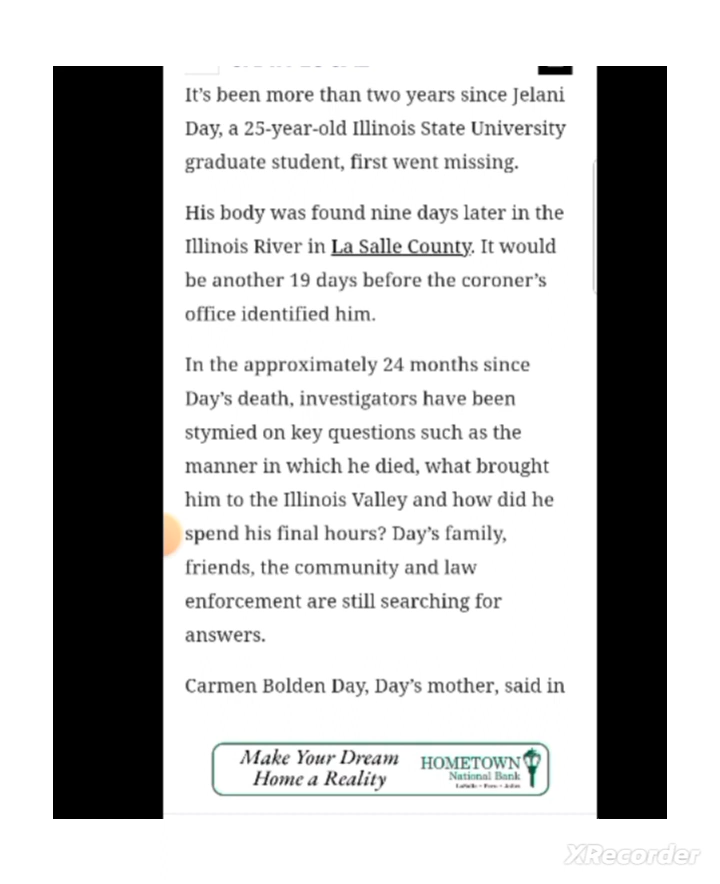 It’s been more than two years since Jelani
Day, a 25-year-old Illinois State University
graduate student, first went missing.
His body was found nine days later in the
Illinois River in La Salle County. It would
be another 19 days before the coroner’s
office identified him.
In the approximately 24 months since
Day’s death, investigators have been
stymied on key questions such as the
manner in which he died, what brought
him to the Illinois Valley and how did he
spend his final hours? Day’s family,
friends, the community and law
enforcement are still searching for
answers.
Carmen Bolden Day, Day’s mother, said in
Make Your Dream
Home a Reality
HOMETOWN
National Bank
XRecorder